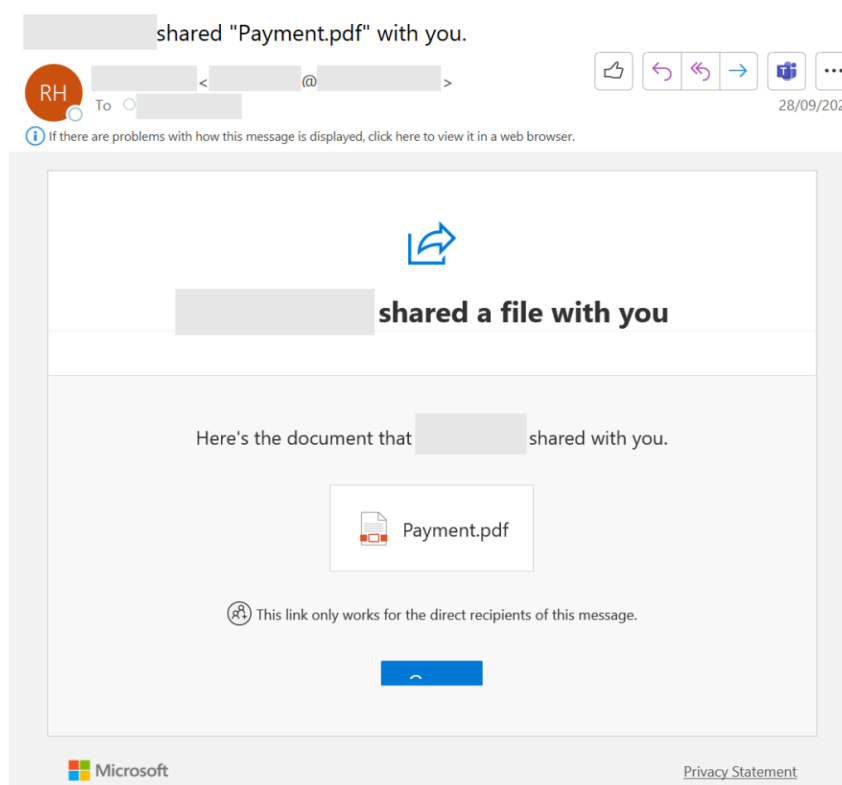 shared "Payment.pdf" with you.
RH
< @ >
To
28/09/202
If there are problems with how this message is displayed, click here to view it in a web browser.
shared a file with you
Here's the document that shared with you.
Payment.pdf
This link only works for the direct recipients of this message.
Microsoft
Privacy Statement